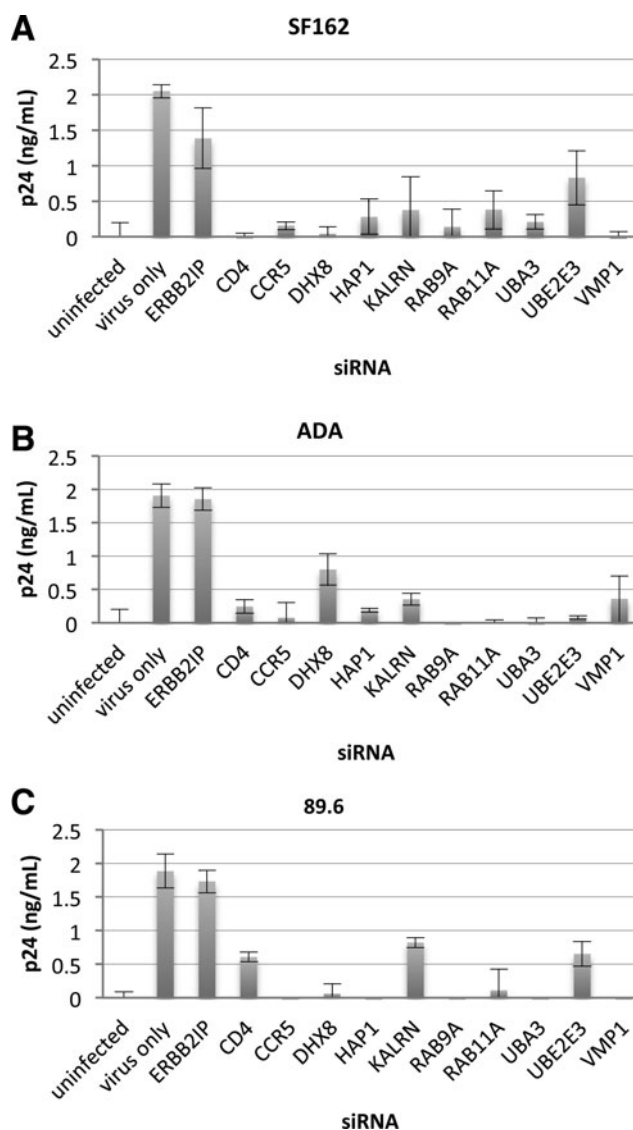 A
SF162
2.5
2
1.5
1
0.5
0
p24 (ng/mL)
uninfected
virus only
ERBB2IP
CD4
CCR5
DHX8
HAP1
KALRN
RAB9A
RAB11A
UBA3
UBE2E3
VMP1
siRNA
B
ADA
2.5
2
1.5
1
0.5
0
p24 (ng/mL)
uninfected
virus only
ERBB2IP
CD4
CCR5
DHX8
HAP1
KALRN
RAB9A
RAB11A
UBA3
UBE2E3
VMP1
siRNA
C
89.6
2.5
2
1.5
1
0.5
0
p24 (ng/mL)
uninfected
virus only
ERBB2IP
CD4
CCR5
DHX8
HAP1
KALRN
RAB9A
RAB11A
UBA3
UBE2E3
VMP1
siRNA